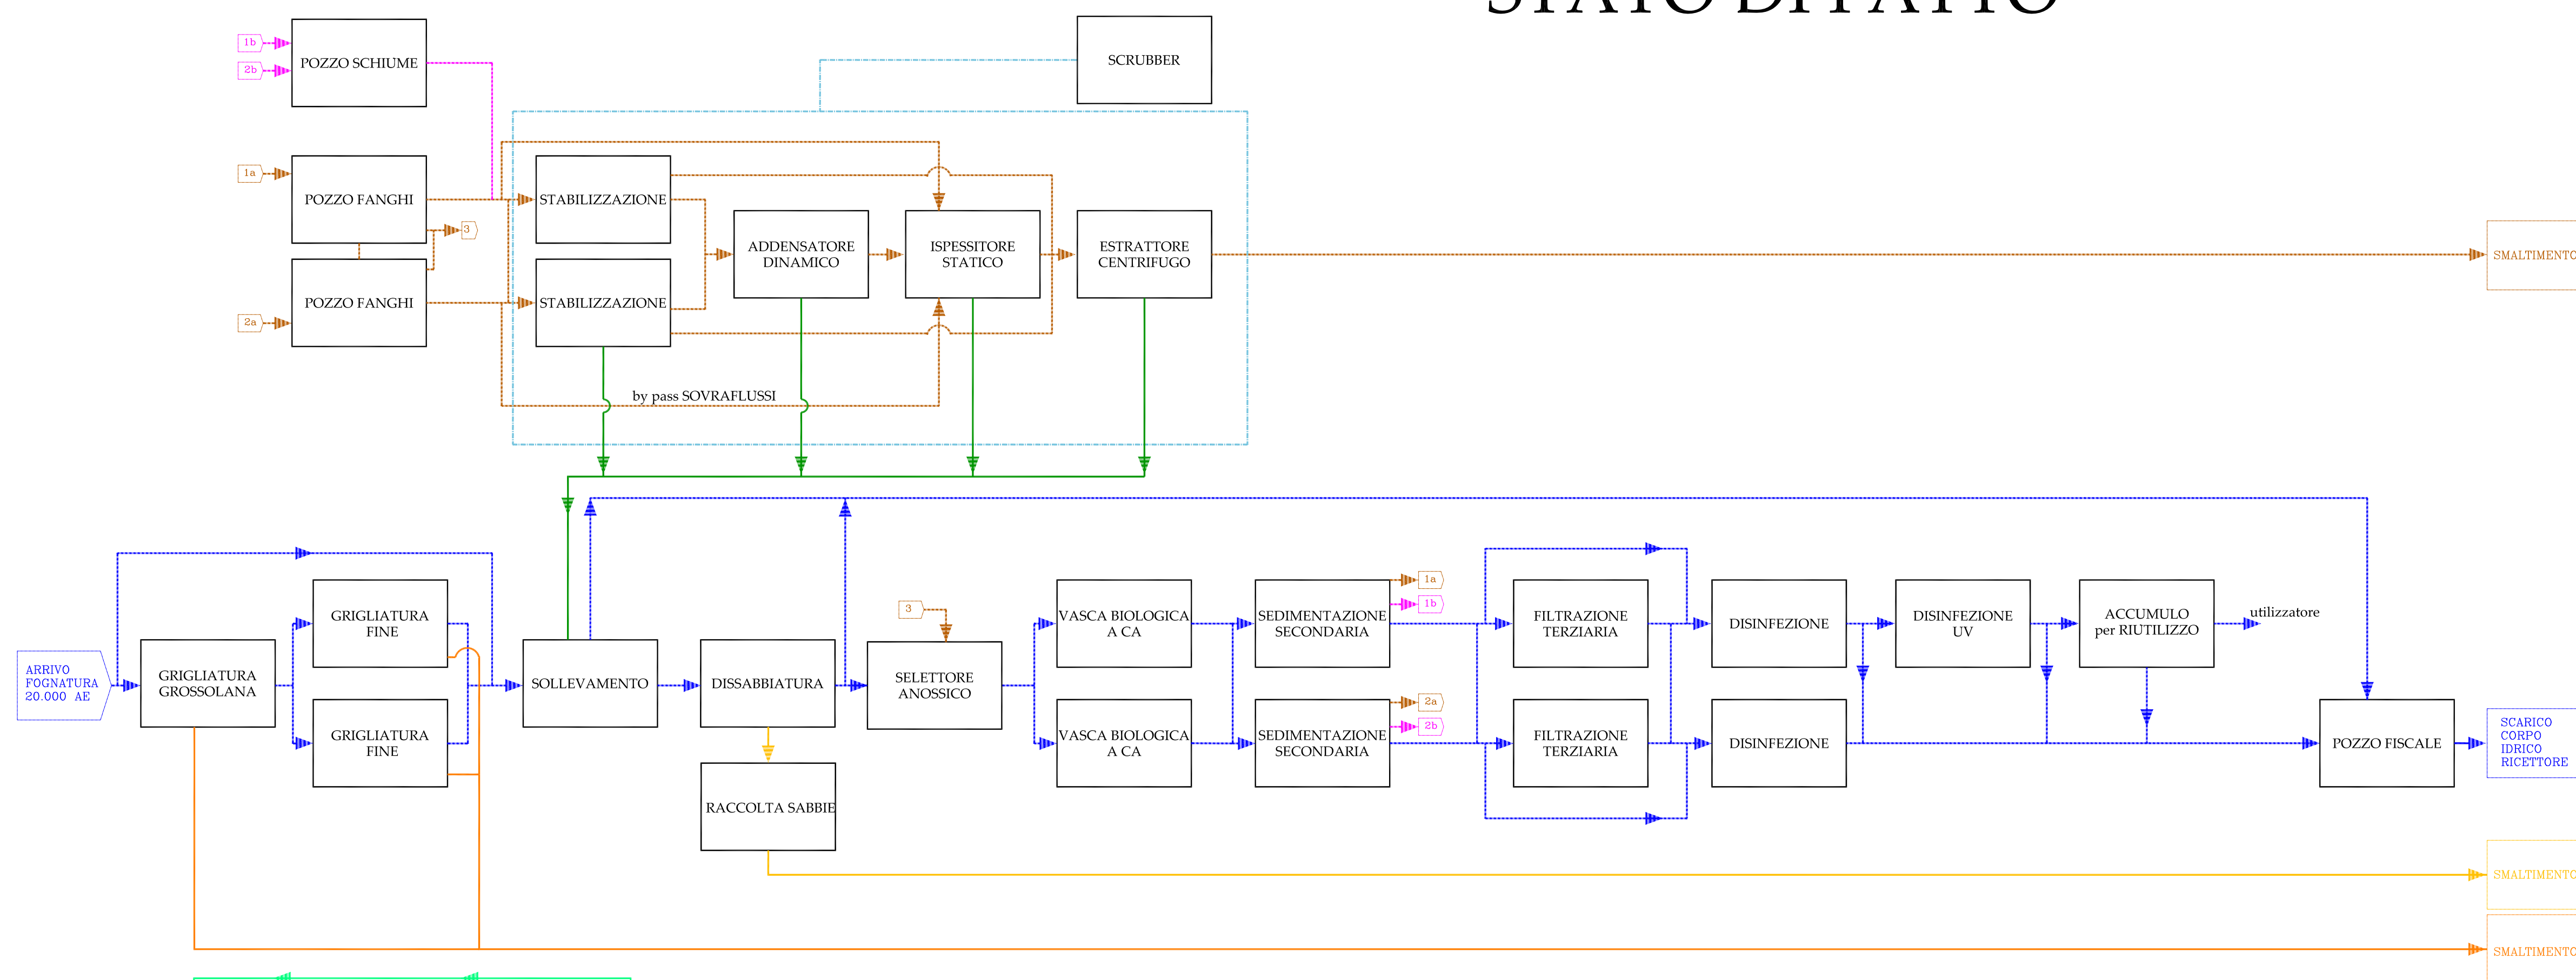 STATO DI FATTO
1b
2b
POZZO SCHIUME
SCRUBBER
1a
POZZO FANGHI
3
POZZO FANGHI
2a
STABILIZZAZIONE
STABILIZZAZIONE
ADDENSATORE
DINAMICO
ISPESSITORE
STATICO
ESTRATTORE
CENTRIFUGO
SMALTIMENTO
by pass SOVRAFLUSSI
ARRIVO
FOGNATURA
20.000 AE
GRIGLIATURA
GROSSOLANA
GRIGLIATURA
FINE
GRIGLIATURA
FINE
SOLLEVAMENTO
DISSABBIATURA
RACCOLTA SABBIE
3
SELETTORE
ANOSSICO
VASCA BIOLOGICA
A CA
VASCA BIOLOGICA
A CA
SEDIMENTAZIONE
SECONDARIA
1a
1b
SEDIMENTAZIONE
SECONDARIA
2a
2b
FILTRAZIONE
TERZIARIA
FILTRAZIONE
TERZIARIA
DISINFEZIONE
DISINFEZIONE
DISINFEZIONE
UV
ACCUMULO
per RIUTILIZZO
utilizzatore
POZZO FISCALE
SCARICO
CORPO
IDRICO
RICETTORE
SMALTIMENTO
SMALTIMENTO